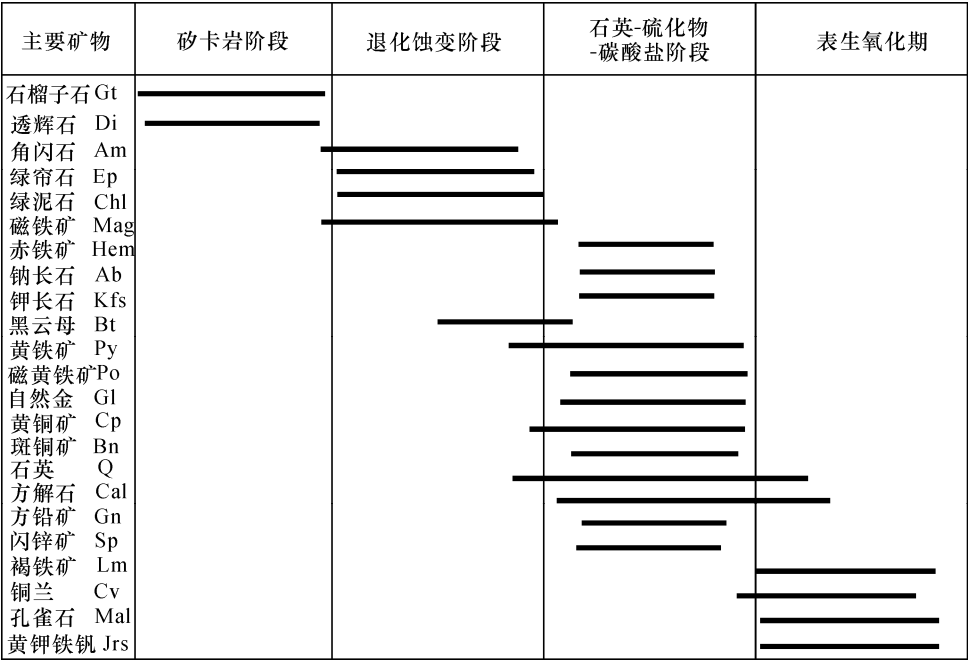 主要矿物 矽卡岩阶段 退化蚀变阶段 石英-硫化物 表生氧化期
-碳酸盐阶段
石榴子石 Gt
透辉石 Di
角闪石 Am
绿帘石 Ep
绿泥石 Chl
磁铁矿 Mag
赤铁矿 Hem
钠长石 Ab
钾长石 Kfs
黑云母 Bt
黄铁矿 Py
磁黄铁矿 Po
自然金 Gl
黄铜矿 Cp
斑铜矿 Bn
石英 Q
方解石 Cal
方铅矿 Gn
闪锌矿 Sp
褐铁矿 Lm
铜兰 Cv
孔雀石 Mal
黄钾铁钒 Jrs